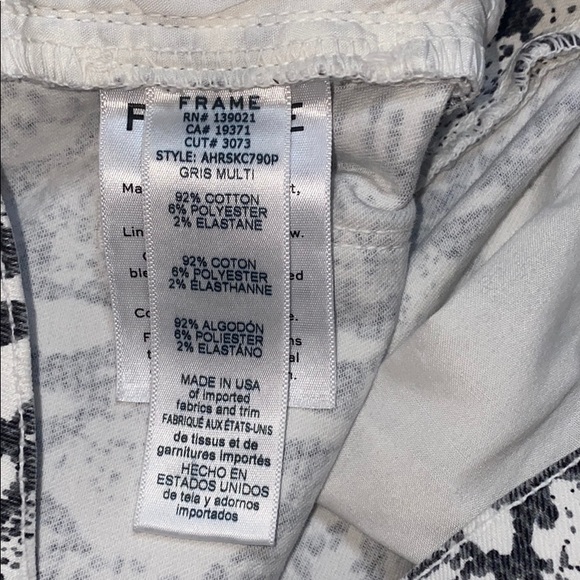 FRAME
RN# 139021
CA# 19371
CUT# 3073
STYLE: AHRSKC790P
GRIS MULTI
92% COTTON
6% POLYESTER
2% ELASTANE
92% COTON
6% POLYESTER
2% ÉLASTHANNE
92% ALGODÓN
6% POLIESTER
2% ELASTANO
MADE IN USA
of imported
fabrics and trim
FABRIQUÉ AUX ÉTATS-UNIS
de tissus et de
garnitures importés
HECHO EN
ESTADOS UNIDOS
de tela y adornos
importados